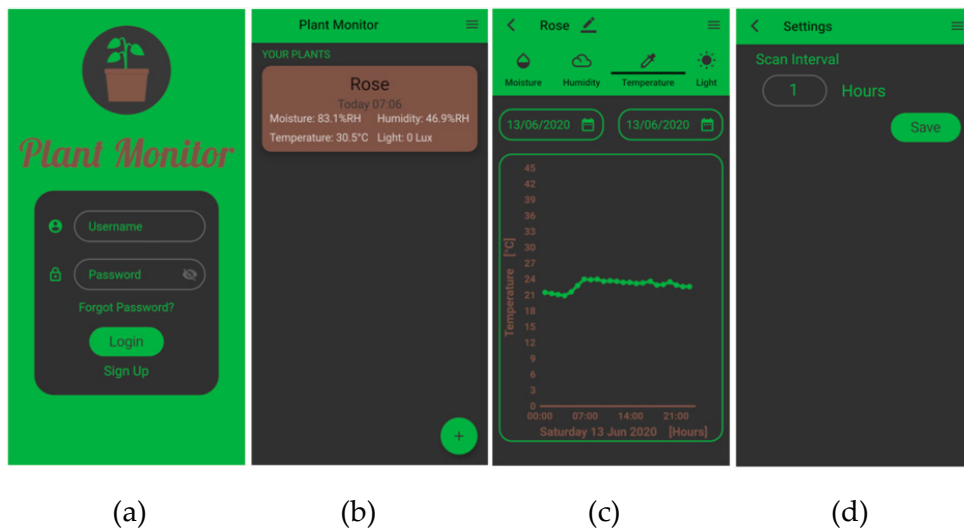 Plant Monitor
Username
Password
Forgot Password?
Login
Sign Up
(a)
Plant Monitor
YOUR PLANTS
Rose
Today 07:06
Moisture: 83.1%RH Humidity: 46.9%RH
Temperature: 30.5°C Light: 0 Lux
+
(b)
Rose
Moisture Humidity Temperature Light
13/06/2020 13/06/2020
45
42
39
36
33
30
27
24
21
18
15
12
9
6
3
0
Temperature [°C]
00:00 07:00 14:00 21:00
Saturday 13 Jun 2020 [Hours]
(c)
Settings
Scan Interval
1 Hours
Save
(d)